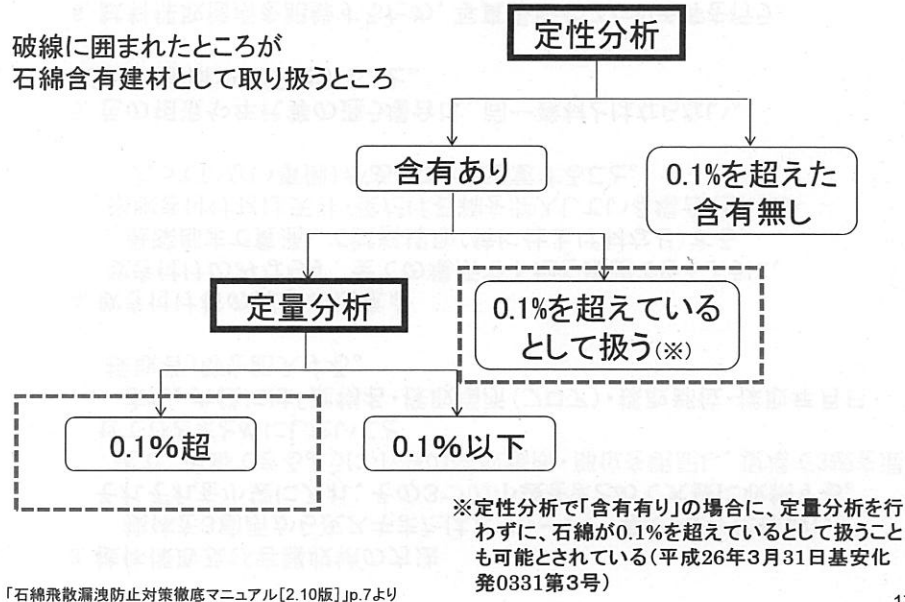 定性分析
破線に囲まれたところが
石綿含有建材として取り扱うところ
含有あり
0.1%を超えた
含有無し
定量分析
0.1%を超えている
として扱う(※)
0.1%超
0.1%以下
※定性分析で「含有有り」の場合に、定量分析を行
わずに、石綿が0.1%を超えているとして扱うこと
も可能とされている(平成26年3月31日基安化
発0331第3号)
「石綿飛散漏洩防止対策徹底マニュアル[2.10版]」p.7より